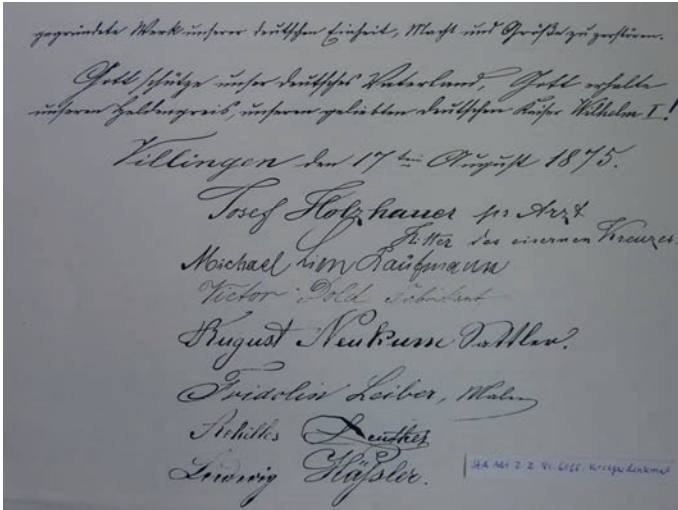 gegründete Werk unserer deutschen Einheit, Macht und Größe zu zerstören.
Gott schütze unser deutsches Vaterland, Gott erhalte
unseren Heldengreis, unseren geliebten deutschen Kaiser Wilhelm I!
Villingen den 17ten August 1875.
Josef Holzhauer pr. Arzt
Ritter des eisernen Kreuzes.
Michael Kaufmann
Victor Dold Fabrikant
August Neukum Sattler.
Fridolin Leiber, Maler
Achilles
Ludwig Häßler.
Kriegerdenkmal